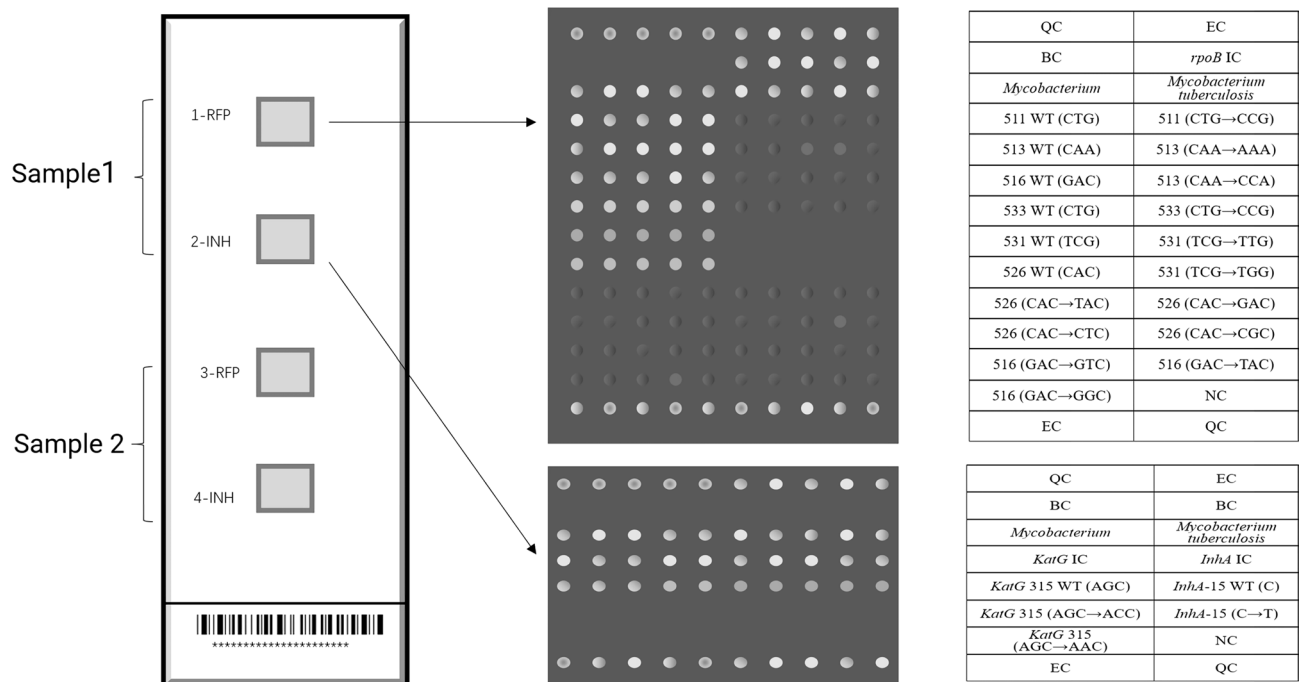 Sample1
1-RFP
2-INH
Sample 2
3-RFP
4-INH
**********************
QC EC
BC rpoB IC
Mycobacterium Mycobacterium
tuberculosis
511 WT (CTG) 511 (CTG→CCG)
513 WT (CAA) 513 (CAA→AAA)
516 WT (GAC) 513 (CAA→CCA)
533 WT (CTG) 533 (CTG→CCG)
531 WT (TCG) 531 (TCG→TTG)
526 WT (CAC) 531 (TCG→TGG)
526 (CAC→TAC) 526 (CAC→GAC)
526 (CAC→CTC) 526 (CAC→CGC)
516 (GAC→GTC) 516 (GAC→TAC)
516 (GAC→GGC) NC
EC QC
QC EC
BC BC
Mycobacterium Mycobacterium
tuberculosis
KatG IC InhA IC
KatG 315 WT (AGC) InhA-15 WT (C)
KatG 315 (AGC→ACC) InhA-15 (C→T)
KatG 315
(AGC→AAC) NC
EC QC